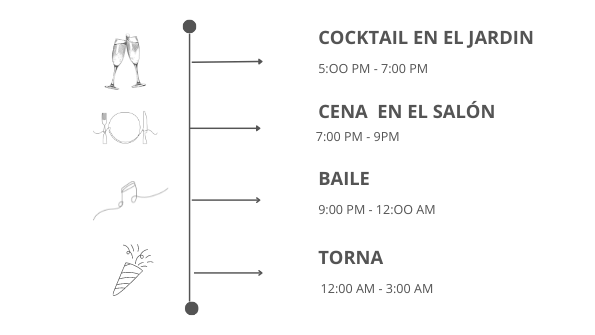 COCKTAIL EN EL JARDIN
5:OO PM - 7:00 PM
CENA  EN EL SALÓN
7:00 PM - 9PM
BAILE
9:00 PM - 12:OO AM
TORNA
12:00 AM - 3:00 AM